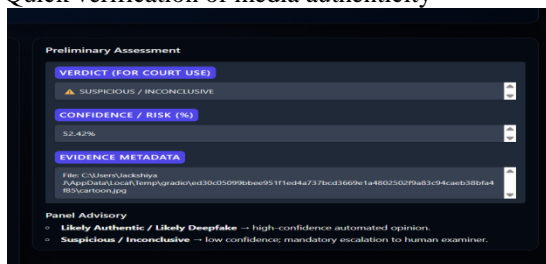 Quick verification of media authenticity
Preliminary Assessment
VERDICT (FOR COURT USE)
⚠ SUSPICIOUS / INCONCLUSIVE
CONFIDENCE / RISK (%)
52.42%
EVIDENCE METADATA
File: C:\Users\Jackshiya
J\AppData\Local\Temp\gradio\ed30c05099bbee951f1ed4a737bcd3669e1a4802502f9a83c94caeb38bfa4
f85\cartoon.jpg
Panel Advisory
◦ Likely Authentic / Likely Deepfake → high-confidence automated opinion.
◦ Suspicious / Inconclusive → low confidence; mandatory escalation to human examiner.